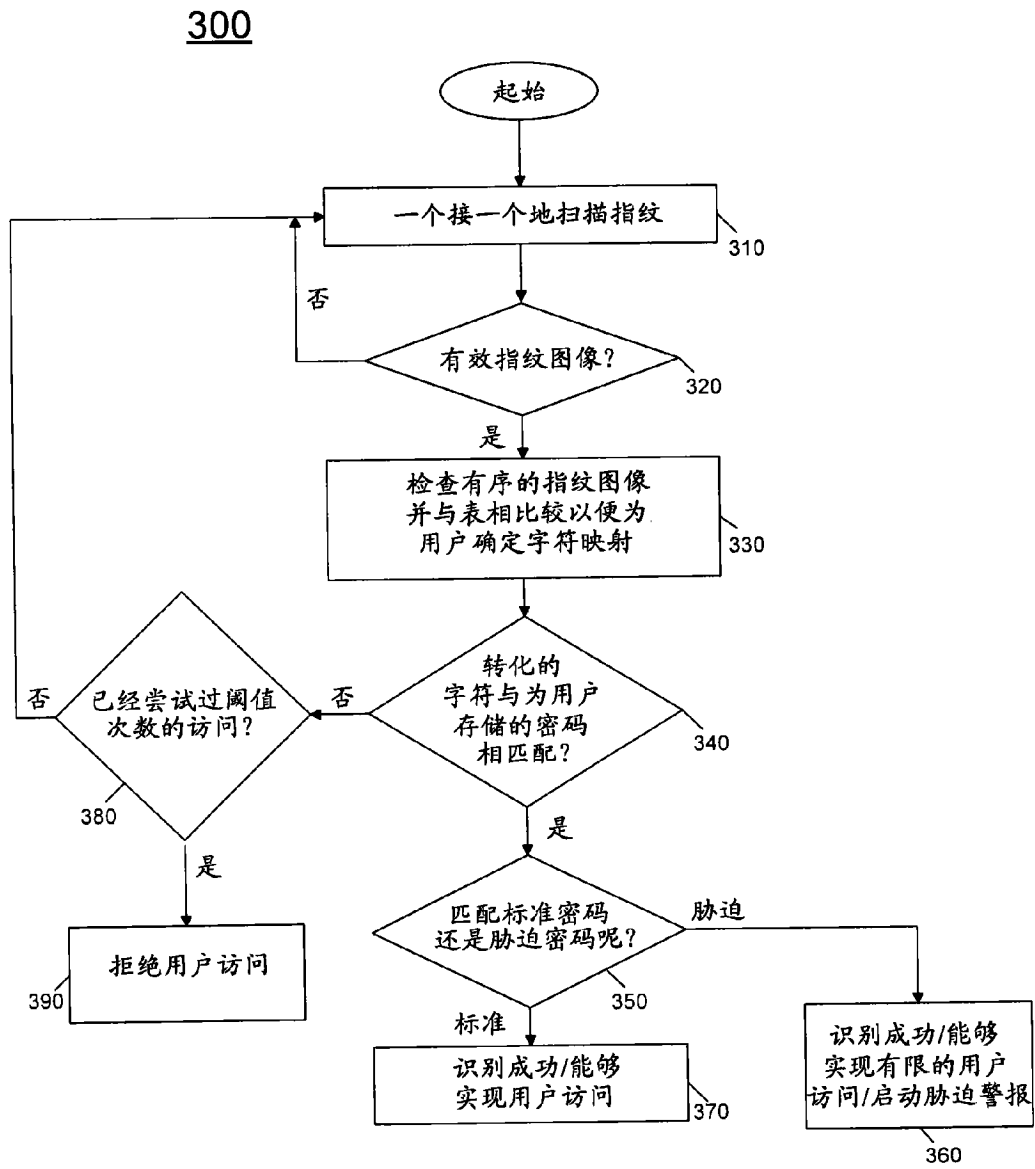 300
起始
一个接一个地扫描指纹
310
否
有效指纹图像?
320
是
检查有序的指纹图像
并与表相比较以便为
用户确定字符映射
330
转化的
字符与为用户
存储的密码
相匹配?
340
否
已经尝试过阈值
次数的访问?
380
否
是
是
匹配标准密码
还是胁迫密码呢?
350
胁迫
拒绝用户访问
390
标准
识别成功/能够
实现用户访问
370
识别成功/能够
实现有限的用户
访问/启动胁迫警报
360